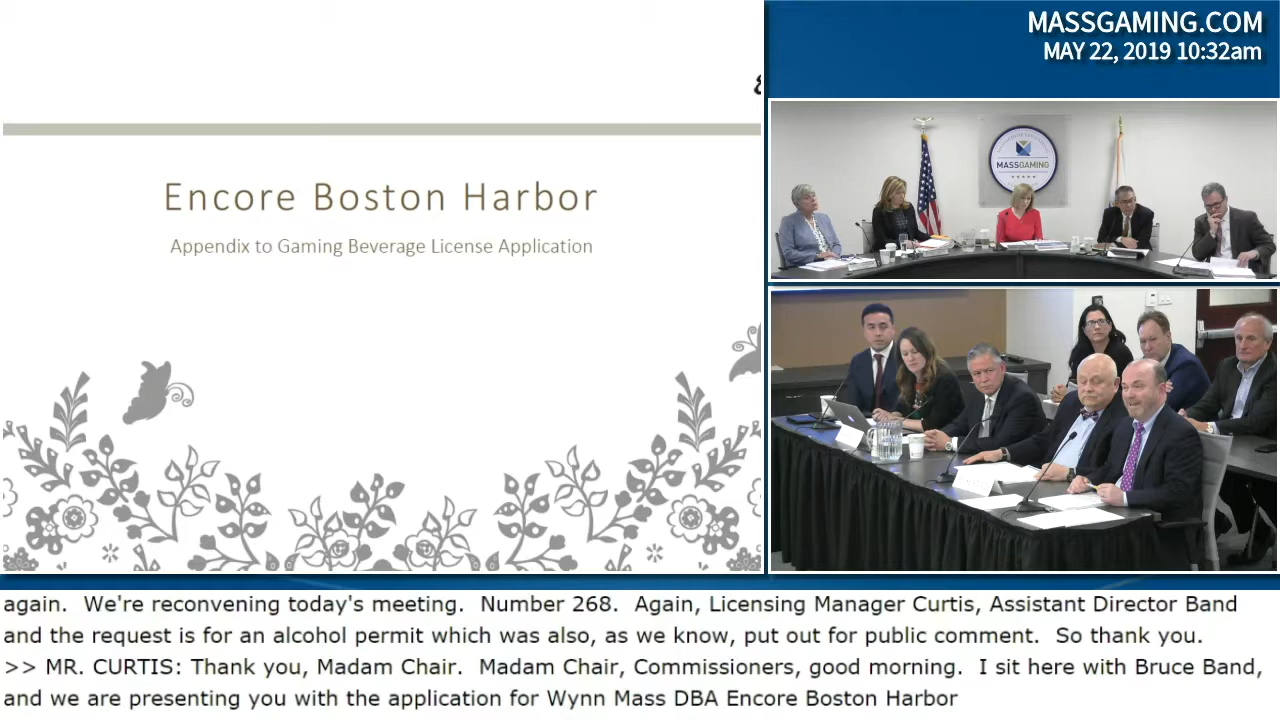 MASSGAMING.COM
MAY 22, 2019 10:32am
Encore Boston Harbor
Appendix to Gaming Beverage License Application
MASSGAMING
again. We're reconvening today's meeting. Number 268. Again, Licensing Manager Curtis, Assistant Director Band
and the request is for an alcohol permit which was also, as we know, put out for public comment. So thank you.
>> MR. CURTIS: Thank you, Madam Chair. Madam Chair, Commissioners, good morning. I sit here with Bruce Band,
and we are presenting you with the application for Wynn Mass DBA Encore Boston Harbor